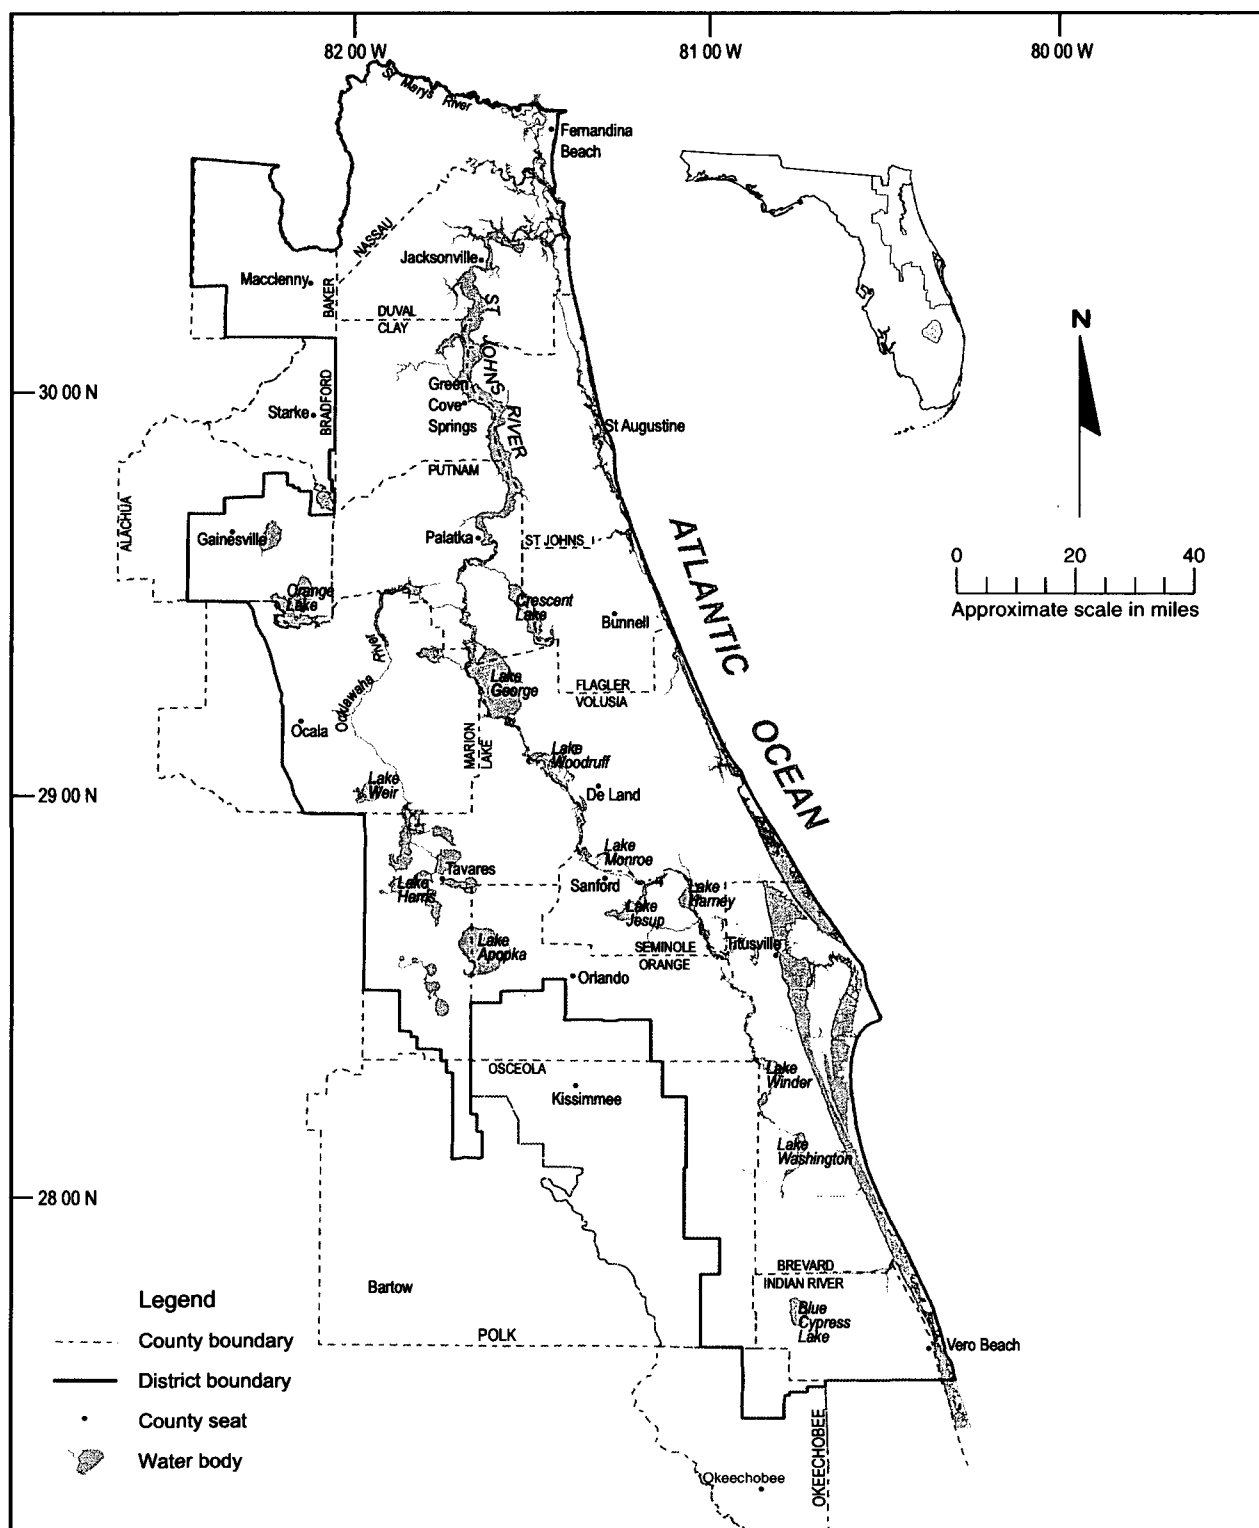 82 00 W
81 00 W
80 00 W
St Marys River
Fernandina
Beach
NASSAU
Jacksonville
Macclenny
BAKER
DUVAL
CLAY
ST JOHNS RIVER
N
30 00 N
Green
Cove
Springs
BRADFORD
Starke
St Augustine
PUTNAM
ALACHUA
Gainesville
Palatka
ST JOHNS
ATLANTIC OCEAN
0 20 40
Approximate scale in miles
Orange
Lake
Crescent
Lake
Bunnell
Ocklawaha River
Lake
George
FLAGLER
VOLUSIA
Ocala
MARION
LAKE
Lake
Woodruff
29 00 N
Lake
Weir
De Land
Lake
Monroe
Tavares
Sanford
Lake
Harris
Lake
Harney
Lake
Jesup
Lake
Apopka
SEMINOLE
ORANGE
Titusville
Orlando
OSCEOLA
Lake
Winder
Kissimmee
Lake
Washington
28 00 N
BREVARD
INDIAN RIVER
Bartow
Blue
Cypress
Lake
POLK
Vero Beach
OKEECHOBEE
Okeechobee
Legend
County boundary
District boundary
County seat
Water body